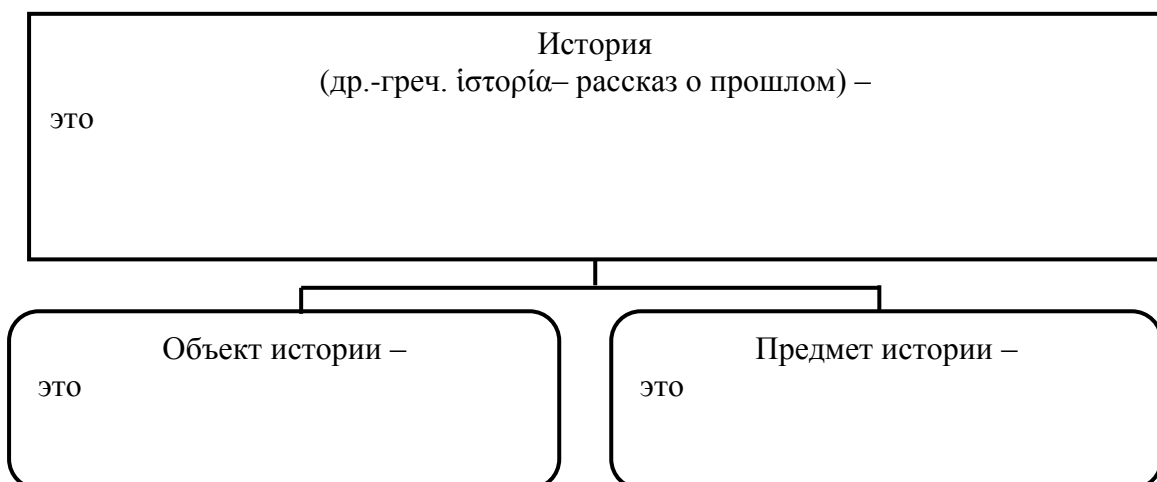 История
(др.-греч. ἱστορία– рассказ о прошлом) –
это
Объект истории –
это
Предмет истории –
это